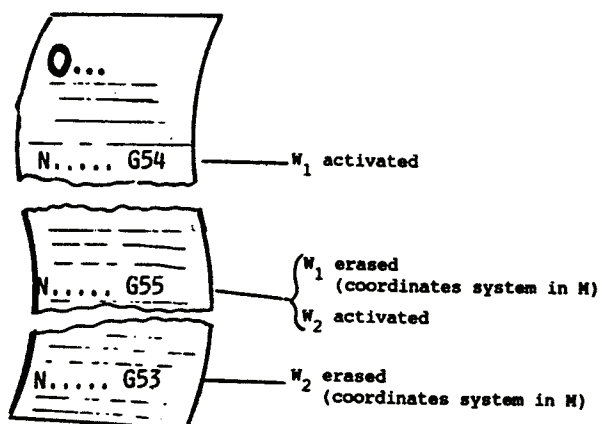 O...
N..... G54
W1 activated
N..... G55
W1 erased
(coordinates system in M)
W2 activated
N..... G53
W2 erased
(coordinates system in M)